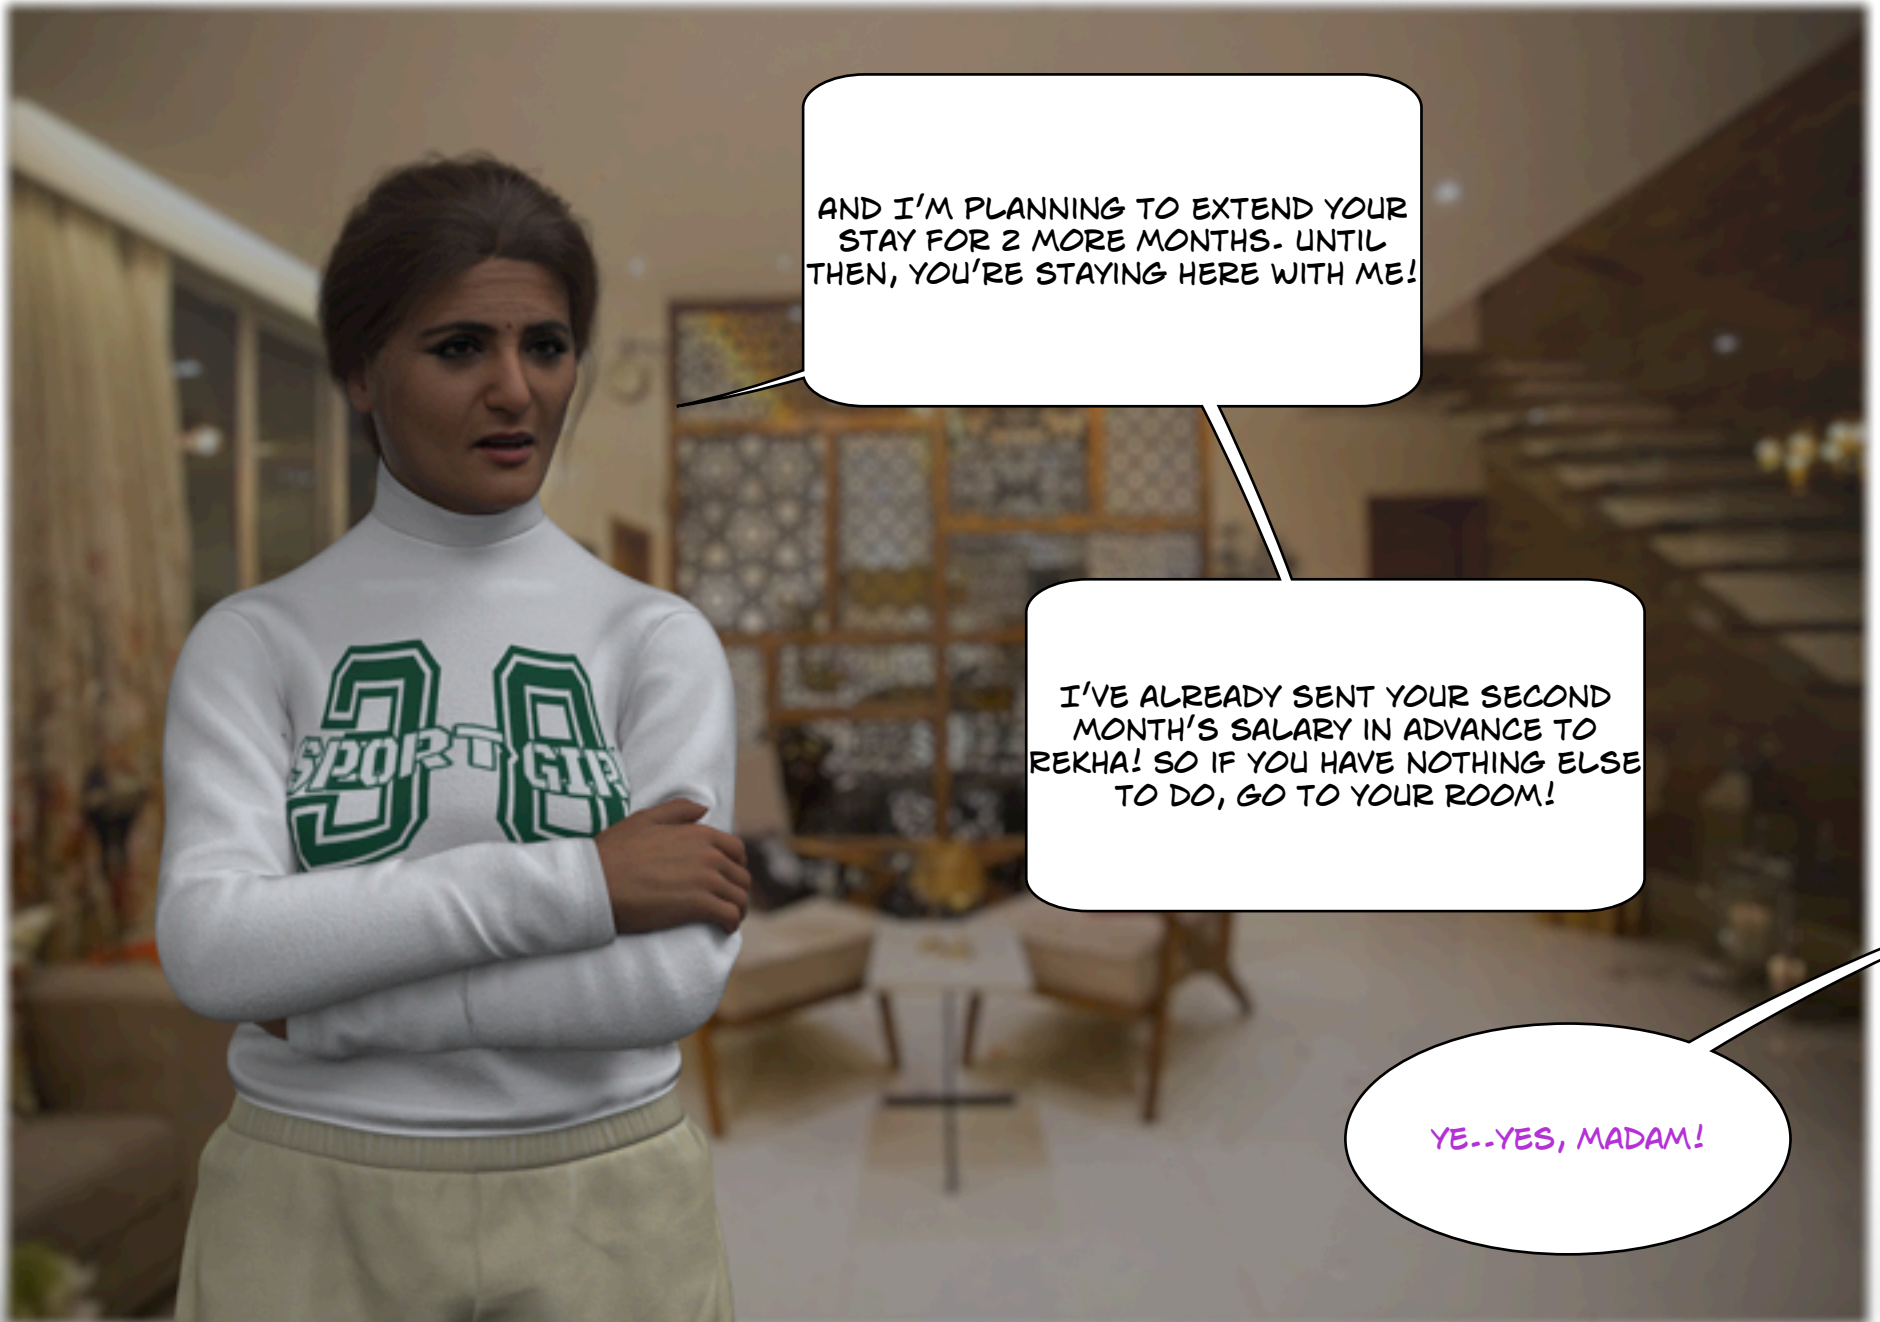 AND I'M PLANNING TO EXTEND YOUR
STAY FOR 2 MORE MONTHS. UNTIL
THEN, YOU'RE STAYING HERE WITH ME!
I'VE ALREADY SENT YOUR SECOND
MONTH'S SALARY IN ADVANCE TO
REKHA! SO IF YOU HAVE NOTHING ELSE
TO DO, GO TO YOUR ROOM!
38
SPORT GIR
YE..YES, MADAM!